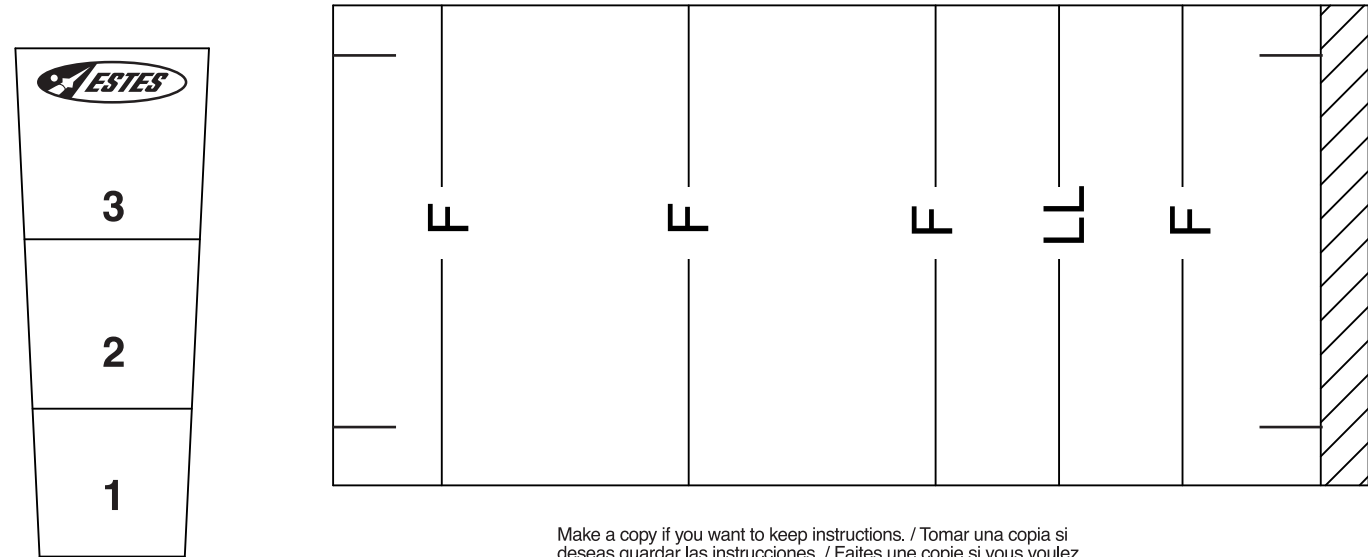 ESTES
3
2
1
F
F
F
LL
F
Make a copy if you want to keep instructions. / Tomar una copia si
deseas guardar las instrucciones. / Faites une copie si vous voulez